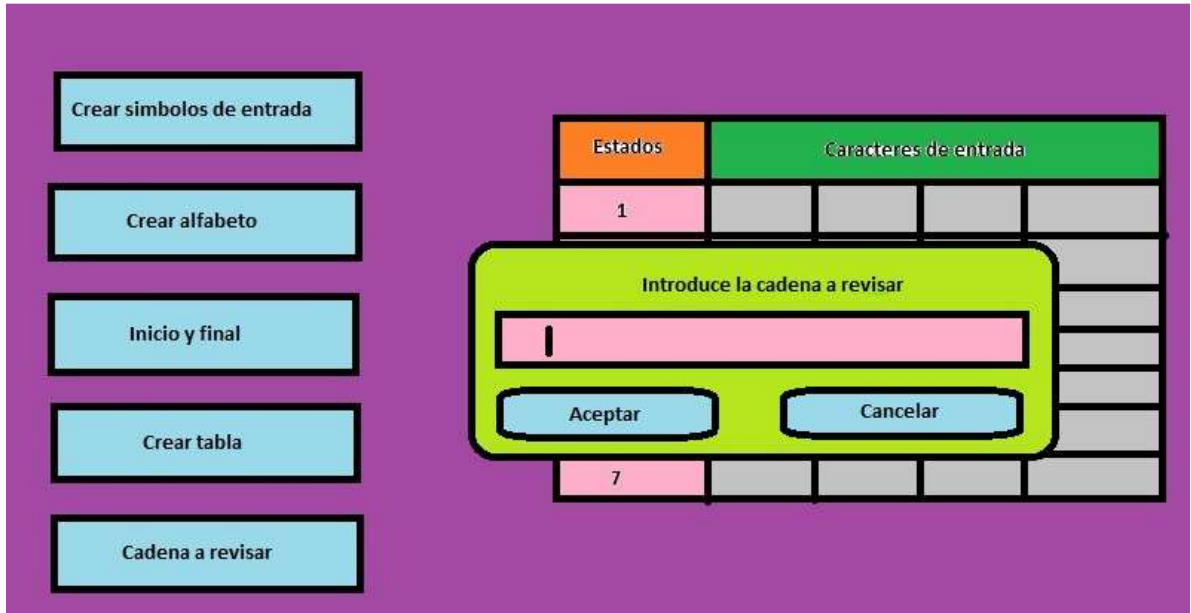 Crear simbolos de entrada
Crear alfabeto
Inicio y final
Crear tabla
Cadena a revisar
Estados
Caracteres de entrada
1
Introduce la cadena a revisar
Aceptar
Cancelar
7